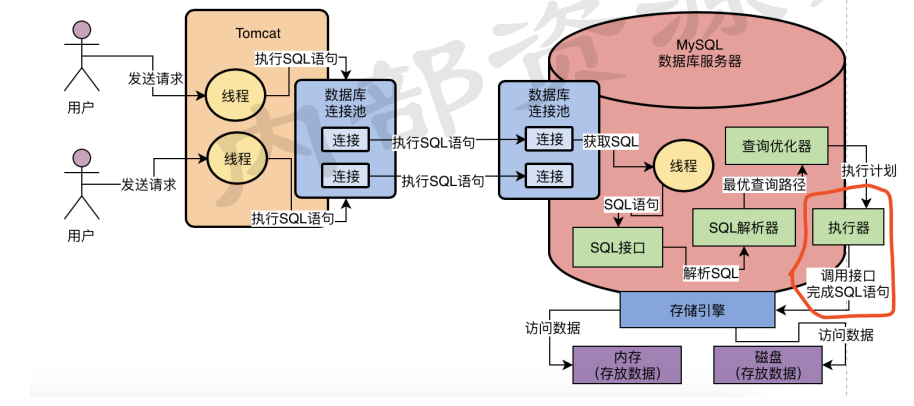 Tomcat
MySQL
数据库服务器
执行SQL语句
发送请求
线程
用户
数据库
连接池
连接
连接
执行SQL语句
执行SQL语句
数据库
连接池
连接
连接
获取SQL
线程
查询优化器
执行计划
最优查询路径
SQL语句
SQL接口
解析SQL
SQL解析器
执行器
调用接口
完成SQL语句
发送请求
线程
执行SQL语句
用户
存储引擎
访问数据
访问数据
内存
(存放数据)
磁盘
(存放数据)
内部资源